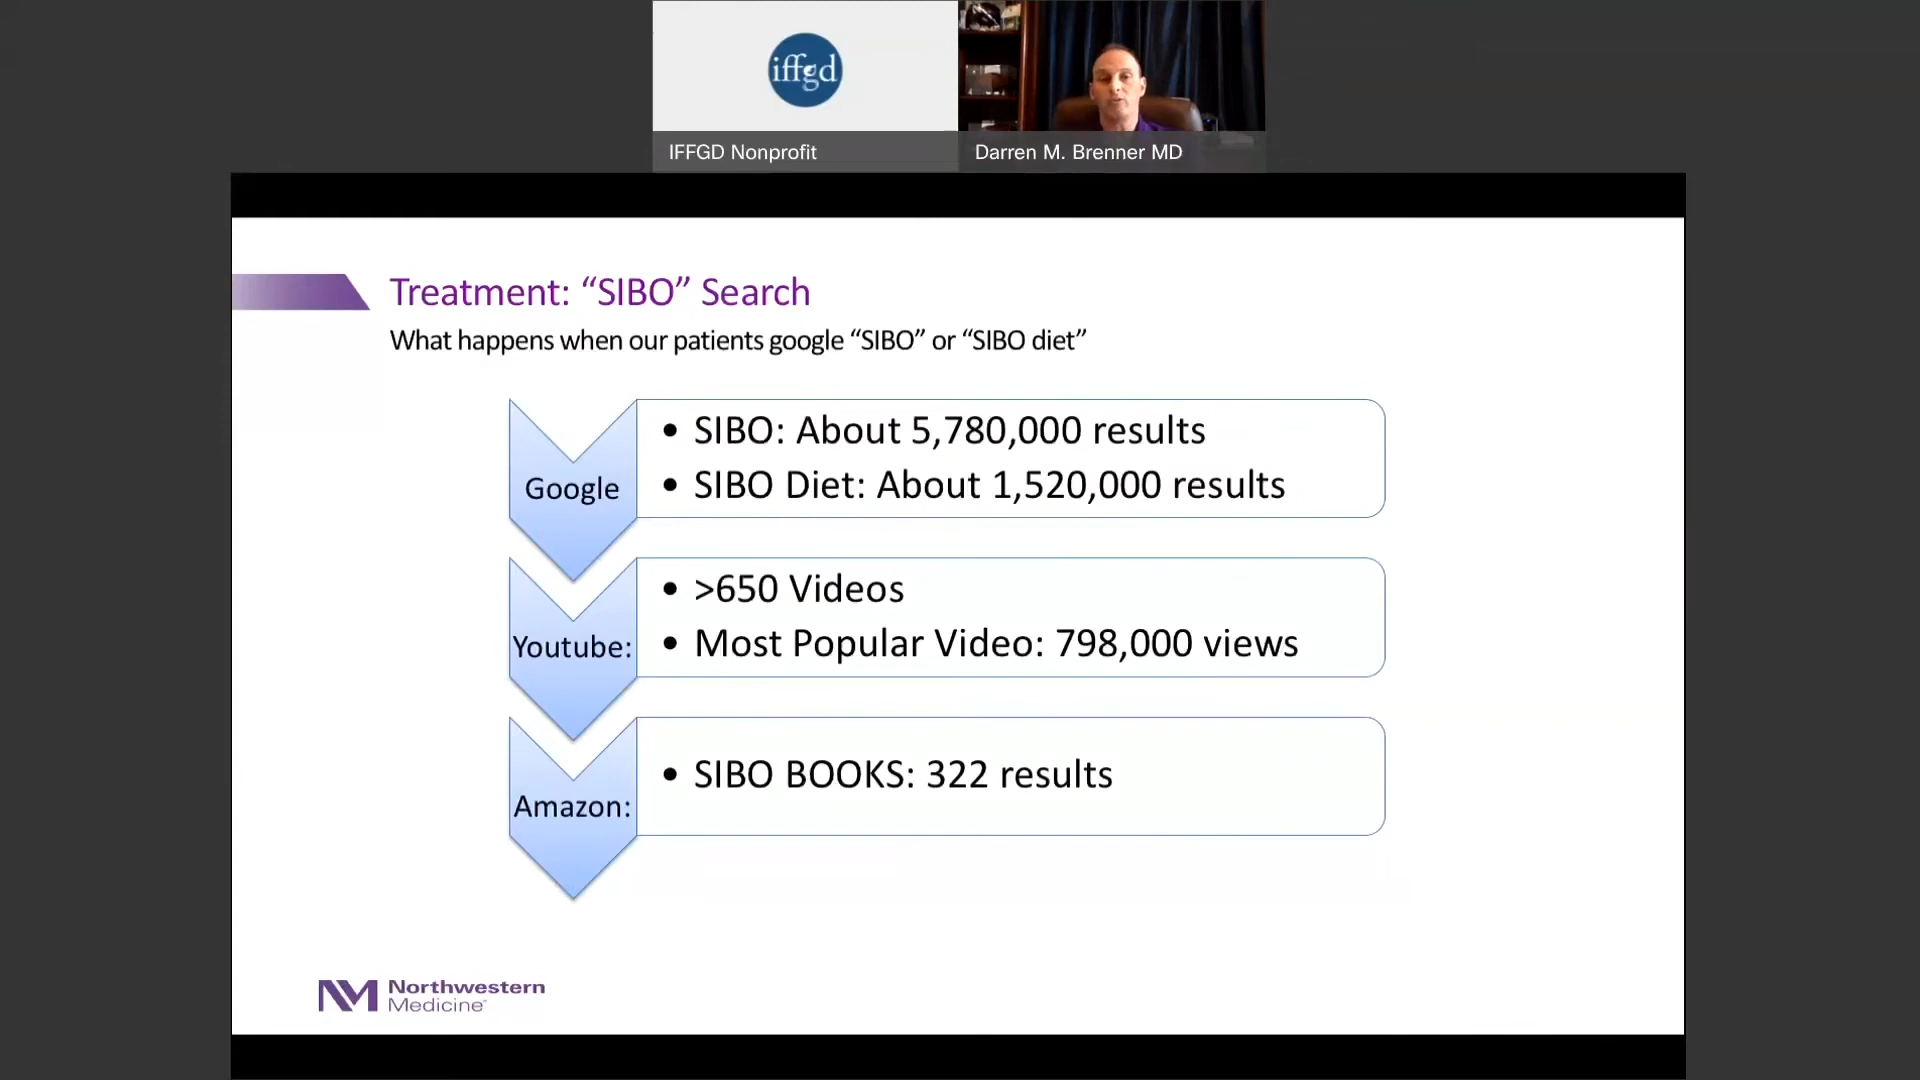 iffgd
IFFGD Nonprofit
Darren M. Brenner MD
Treatment: “SIBO” Search
What happens when our patients google “SIBO” or “SIBO diet”
Google
• SIBO: About 5,780,000 results
• SIBO Diet: About 1,520,000 results
Youtube:
• >650 Videos
• Most Popular Video: 798,000 views
Amazon:
• SIBO BOOKS: 322 results
NM
Northwestern
Medicine